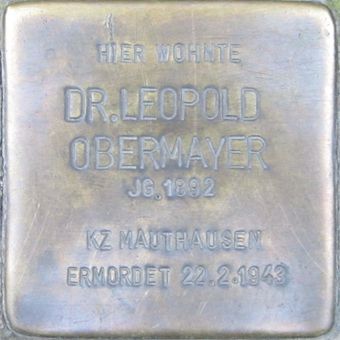 HIER WOHNTE
DR. LEOPOLD
OBERMAYER
JG. 1892
KZ MAUTHAUSEN
ERMORDET 22.2.1943